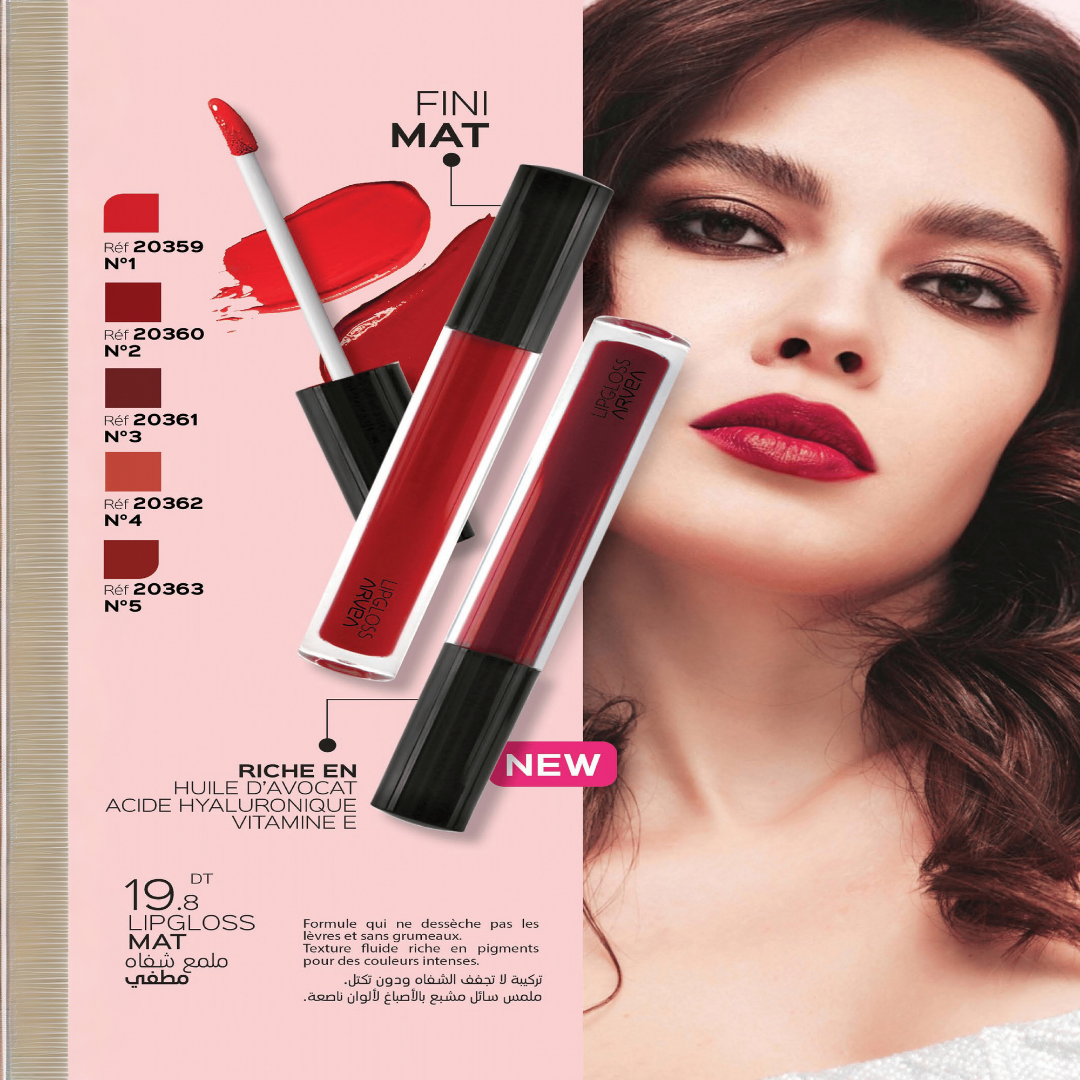 FINI
MAT
Réf 20359
N°1
Réf 20360
N°2
Réf 20361
N°3
Réf 20362
N°4
Réf 20363
N°5
LIPGLOSS
ARVEA
LIPGLOSS
ARVEA
NEW
RICHE EN
HUILE D'AVOCAT
ACIDE HYALURONIQUE
VITAMINE E
19.8 DT
LIPGLOSS
MAT
ملمع شفاه
مطفي
Formule qui ne dessèche pas les
lèvres et sans grumeaux.
Texture fluide riche en pigments
pour des couleurs intenses.
تركيبة لا تجفف الشفاه ودون تكتل.
ملمس سائل مشبع بالأصباغ لألوان ناصعة.